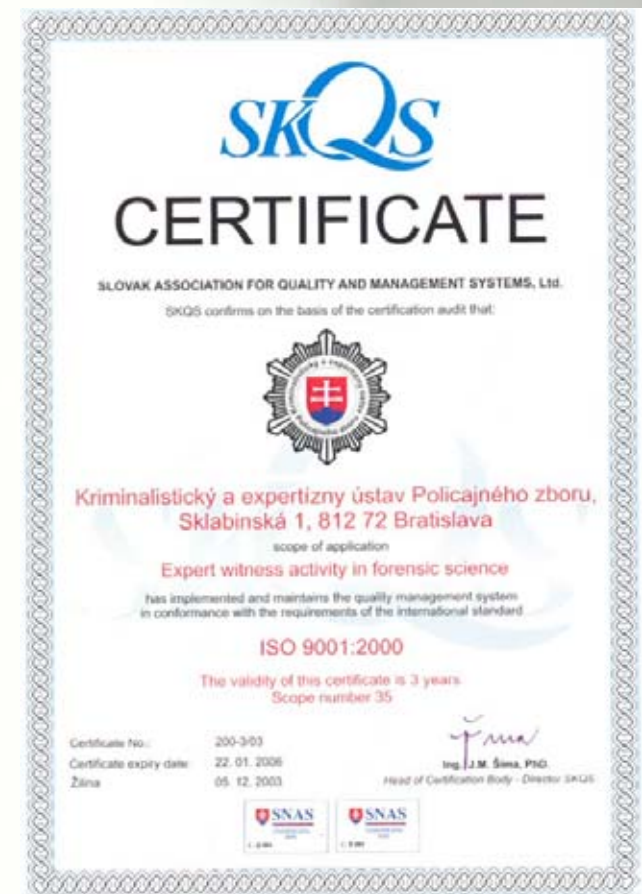 SKQS
CERTIFICATE
SLOVAK ASSOCIATION FOR QUALITY AND MANAGEMENT SYSTEMS, Ltd.
SKQS confirms on the basis of the certification audit that:
Kriminalistický a expertízny ústav Policajného zboru,
Sklabinská 1, 812 72 Bratislava
scope of application
Expert witness activity in forensic science
has implemented and maintains the quality management system
in conformance with the requirements of the international standard
ISO 9001:2000
The validity of this certificate is 3 years
Scope number 35
Certificate No.: 200-3/03
Certificate expiry date: 22. 01. 2006
Žilina 05. 12. 2003
Ing. J.M. Šima, PhD.
Head of Certification Body - Director SKQS
SNAS SNAS